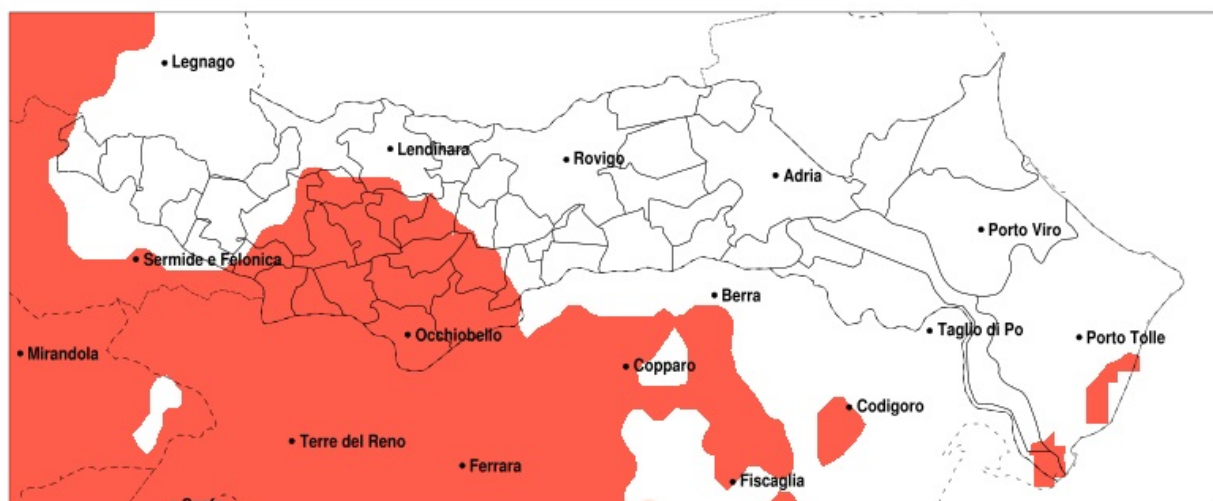 Legnago
Lendinara
Rovigo
Adria
Porto Viro
Sermide e Felonica
Berra
Taglio di Po
Porto Tolle
Occhiobello
Mirandola
Copparo
Codigoro
Terre del Reno
Ferrara
Fiscaglia